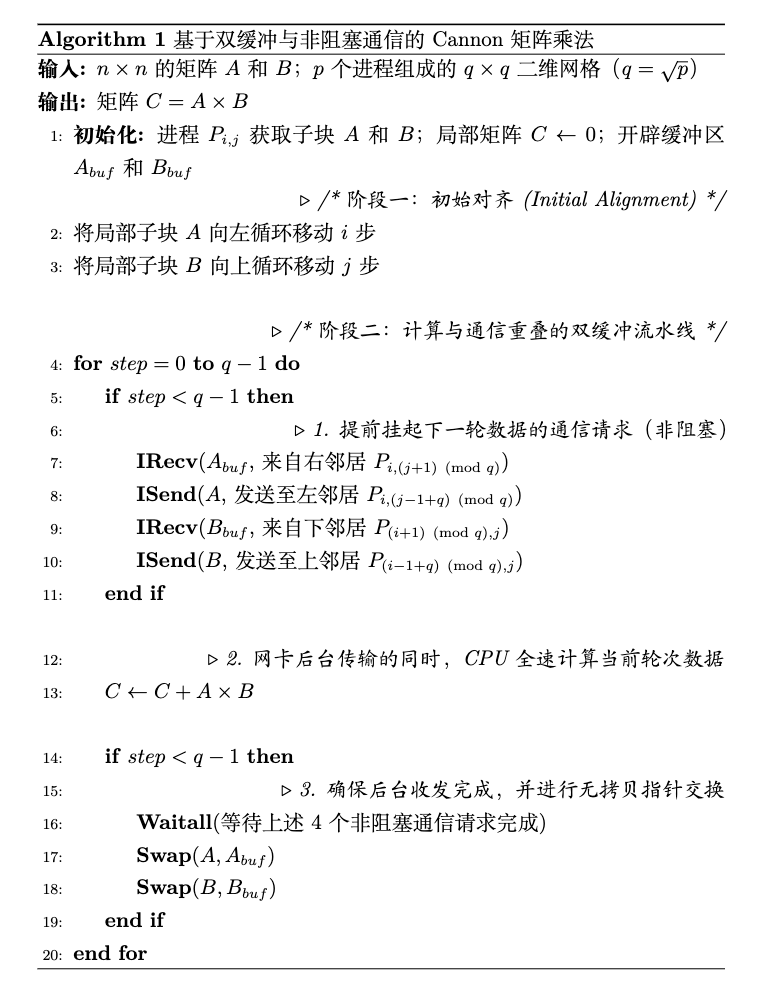 Algorithm 1 基于双缓冲与非阻塞通信的 Cannon 矩阵乘法
输入: n × n 的矩阵 A 和 B；p 个进程组成的 q × q 二维网格（q = √p）
输出: 矩阵 C = A × B
1: 初始化: 进程 P_{i,j} 获取子块 A 和 B；局部矩阵 C ← 0；开辟缓冲区
A_{buf} 和 B_{buf}
▷ /* 阶段一：初始对齐 (Initial Alignment) */
2: 将局部子块 A 向左循环移动 i 步
3: 将局部子块 B 向上循环移动 j 步
▷ /* 阶段二：计算与通信重叠的双缓冲流水线 */
4: for step = 0 to q − 1 do
5: if step < q − 1 then
6: ▷ 1. 提前挂起下一轮数据的通信请求（非阻塞）
7: IRecv(A_{buf}, 来自右邻居 P_{i,(j+1) (mod q)})
8: ISend(A, 发送至左邻居 P_{i,(j−1+q) (mod q)})
9: IRecv(B_{buf}, 来自下邻居 P_{(i+1) (mod q),j})
10: ISend(B, 发送至上邻居 P_{(i−1+q) (mod q),j})
11: end if
12: ▷ 2. 网卡后台传输的同时，CPU 全速计算当前轮次数据
13: C ← C + A × B
14: if step < q − 1 then
15: ▷ 3. 确保后台收发完成，并进行无拷贝指针交换
16: Waitall(等待上述 4 个非阻塞通信请求完成)
17: Swap(A, A_{buf})
18: Swap(B, B_{buf})
19: end if
20: end for